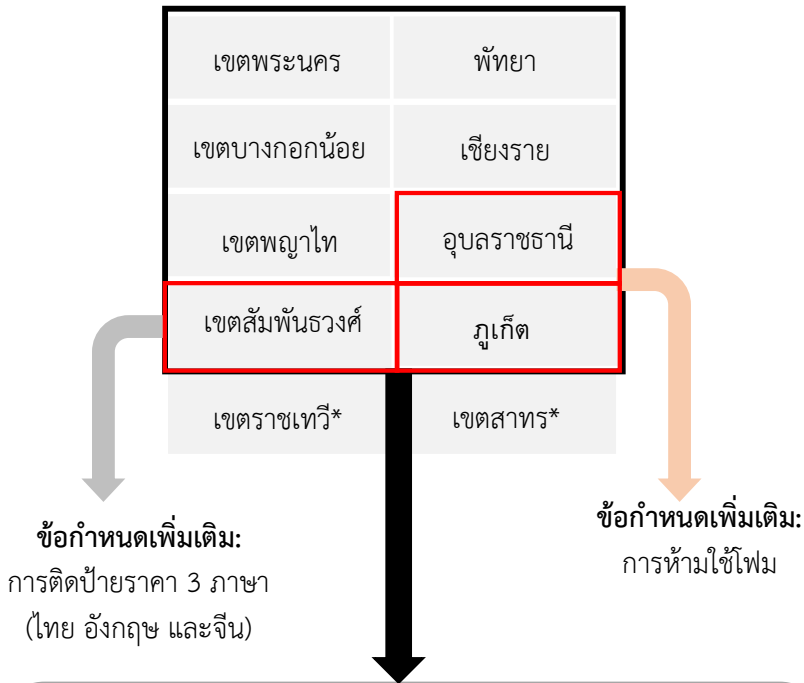 เขตพระนคร
พัทยา
เขตบางกอกน้อย
เชียงราย
เขตพญาไท
อุบลราชธานี
เขตสัมพันธวงศ์
ภูเก็ต
เขตราชเทวี*
เขตสาทร*
ข้อกำหนดเพิ่มเติม:
การติดป้ายราคา 3 ภาษา
(ไทย อังกฤษ และจีน)
ข้อกำหนดเพิ่มเติม:
การห้ามใช้โฟม